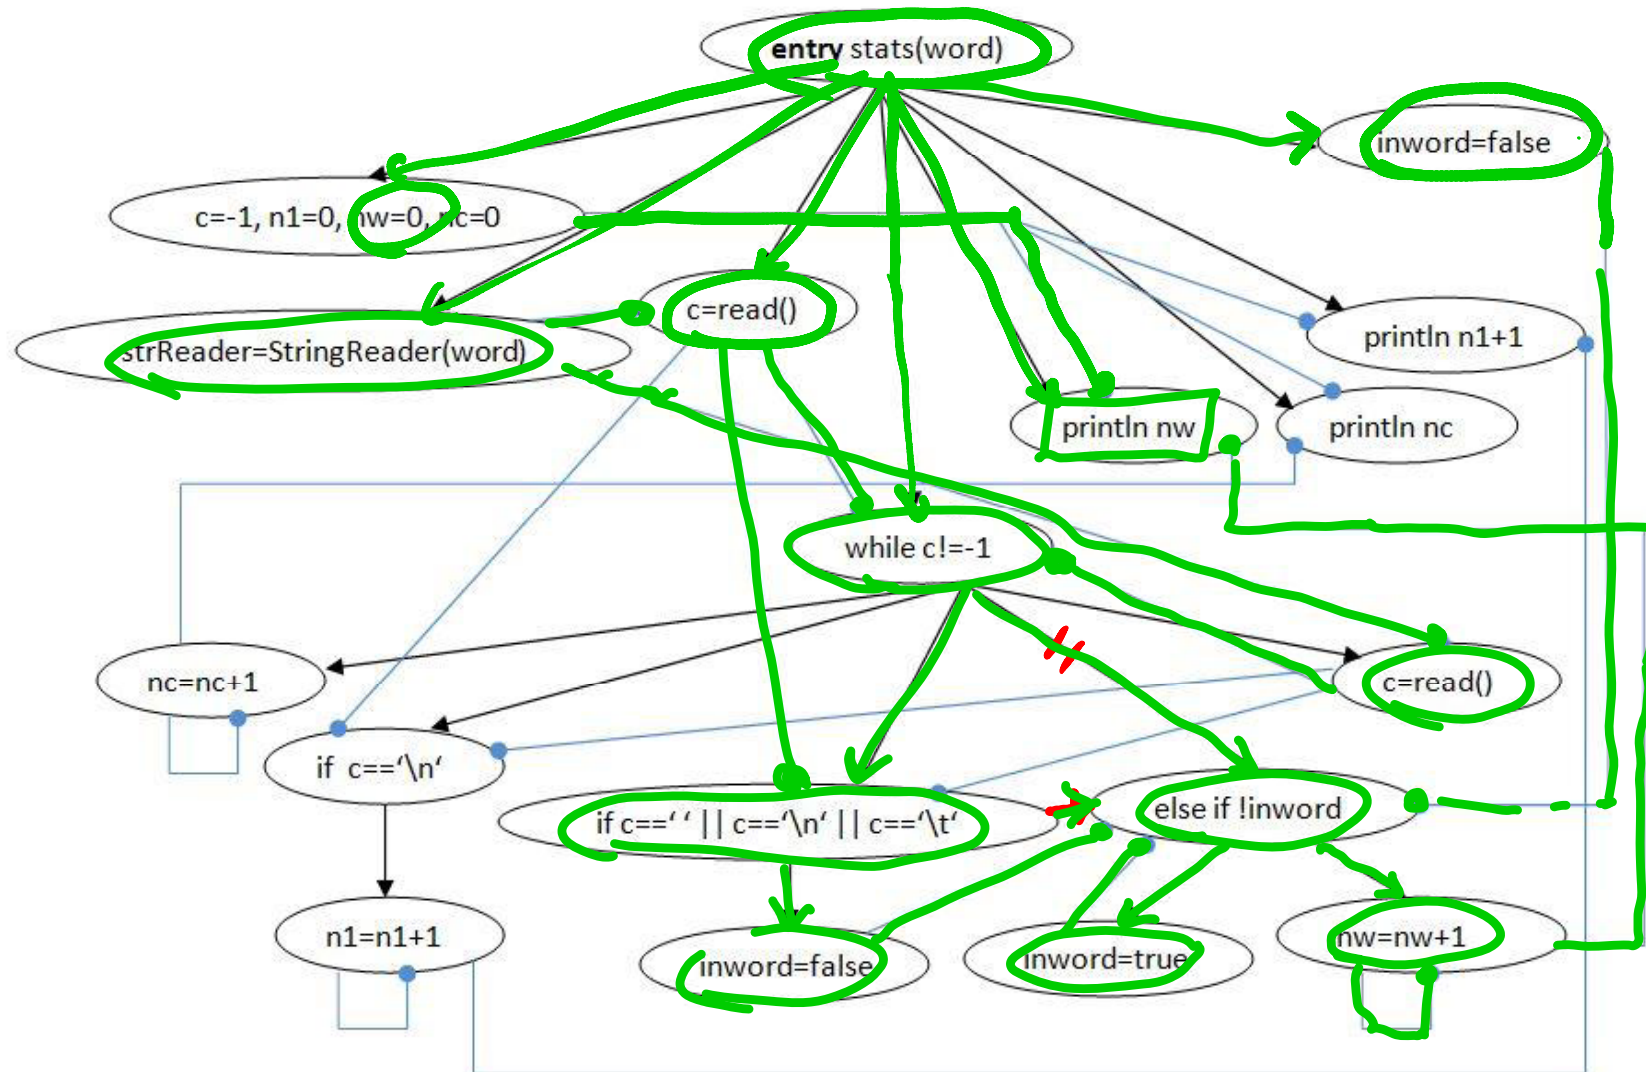 entry stats(word)
inword=false
c=-1, n1=0, nw=0, nc=0
c=read()
strReader=StringReader(word)
println n1+1
println nw
println nc
while c!=-1
nc=nc+1
c=read()
if c==‘\n‘
if c==‘ ‘ || c==‘\n‘ || c==‘\t‘
else if !inword
n1=n1+1
inword=false
inword=true
nw=nw+1